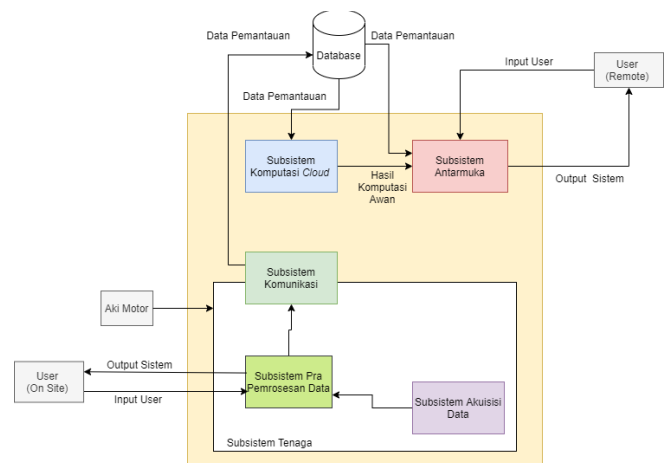 Data Pemantauan
Database
Data Pemantauan
Input User
User
(Remote)
Data Pemantauan
Subsistem
Komputasi Cloud
Hasil
Komputasi
Awan
Subsistem
Antarmuka
Output Sistem
Subsistem
Komunikasi
Aki Motor
User
(On Site)
Output Sistem
Input User
Subsistem Pra
Pemrosesan Data
Subsistem Akuisisi
Data
Subsistem Tenaga